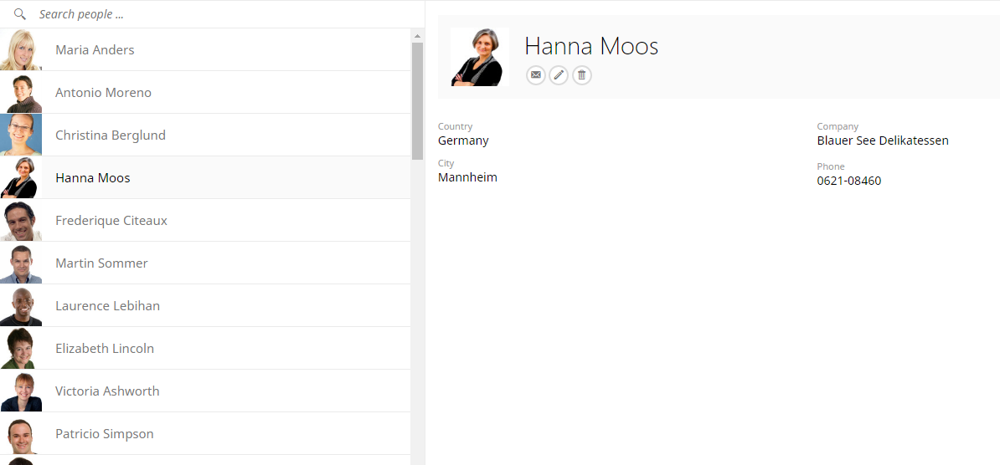 Search people ...
Maria Anders
Antonio Moreno
Christina Berglund
Hanna Moos
Frederique Citeaux
Martin Sommer
Laurence Lebihan
Elizabeth Lincoln
Victoria Ashworth
Patricio Simpson
Hanna Moos
Country
Germany
City
Mannheim
Company
Blauer See Delikatessen
Phone
0621-08460